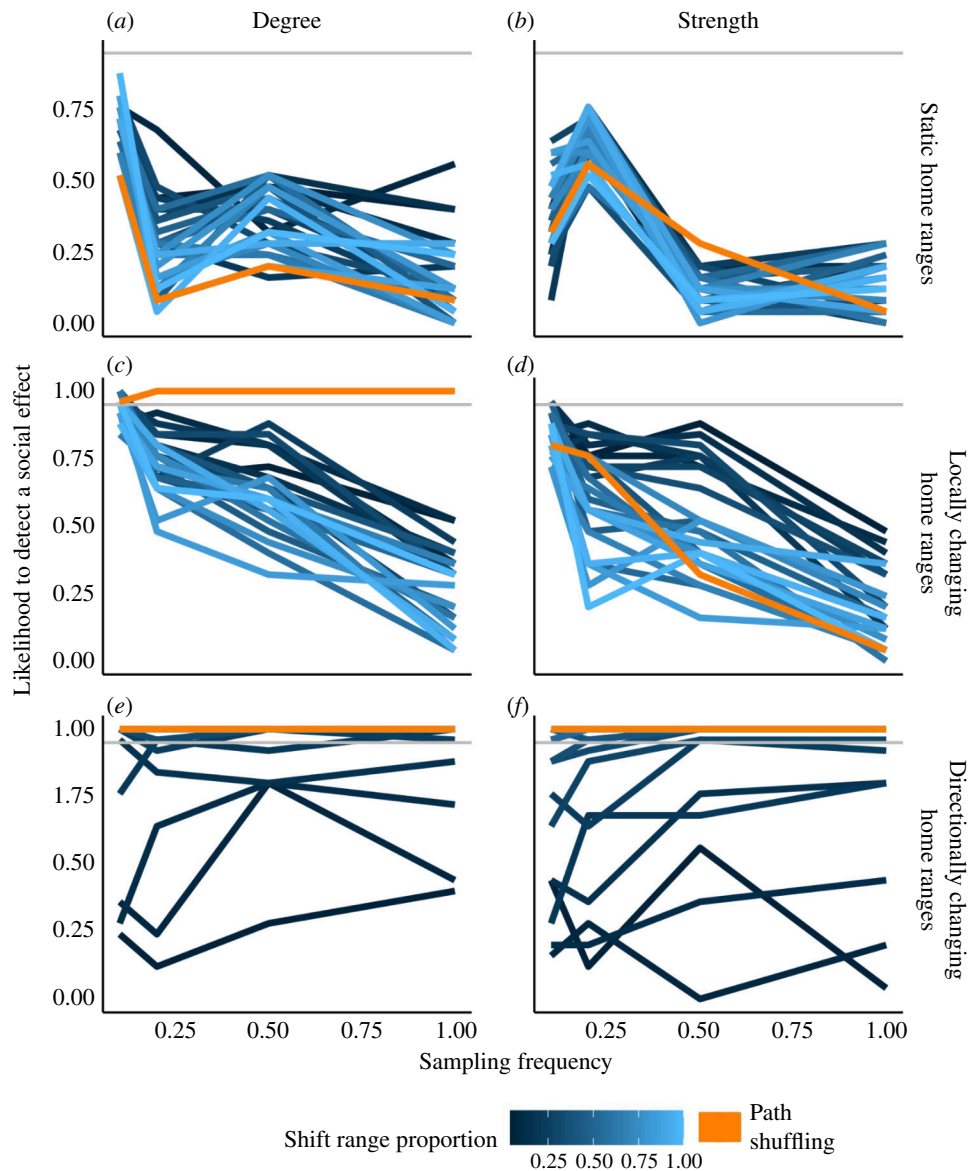 (a) Degree
(b) Strength
0.75
0.50
0.25
0.00
Static home ranges
(c)
(d)
1.00
0.75
0.50
0.25
0.00
Likelihood to detect a social effect
Locally changing
home ranges
(e)
(f)
1.00
1.75
0.50
0.25
0.00
Directionally changing
home ranges
0.25 0.50 0.75 1.00
0.25 0.50 0.75 1.00
Sampling frequency
Shift range proportion
0.25 0.50 0.75 1.00
Path
shuffling